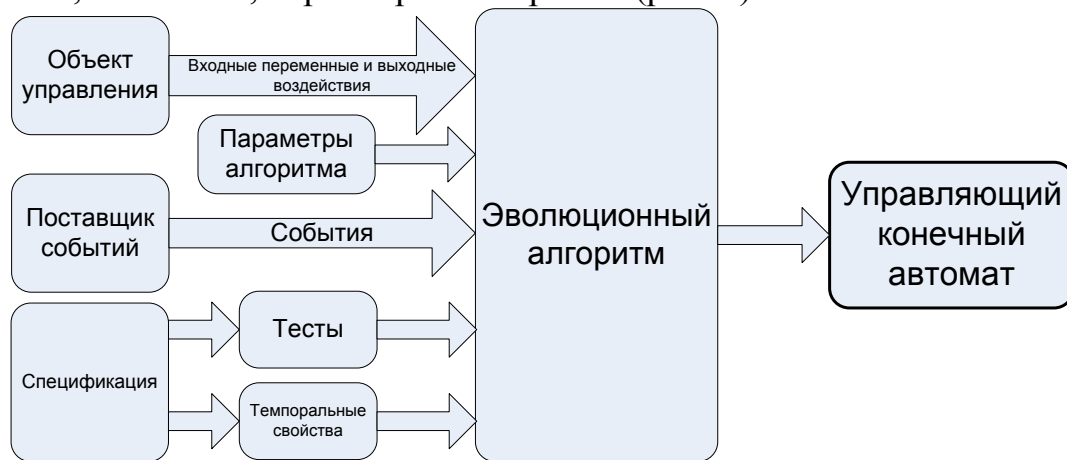 Объект
управления
Входные переменные и выходные
воздействия
Параметры
алгоритма
Поставщик
событий
События
Эволюционный
алгоритм
Управляющий
конечный
автомат
Спецификация
Тесты
Темпоральные
свойства